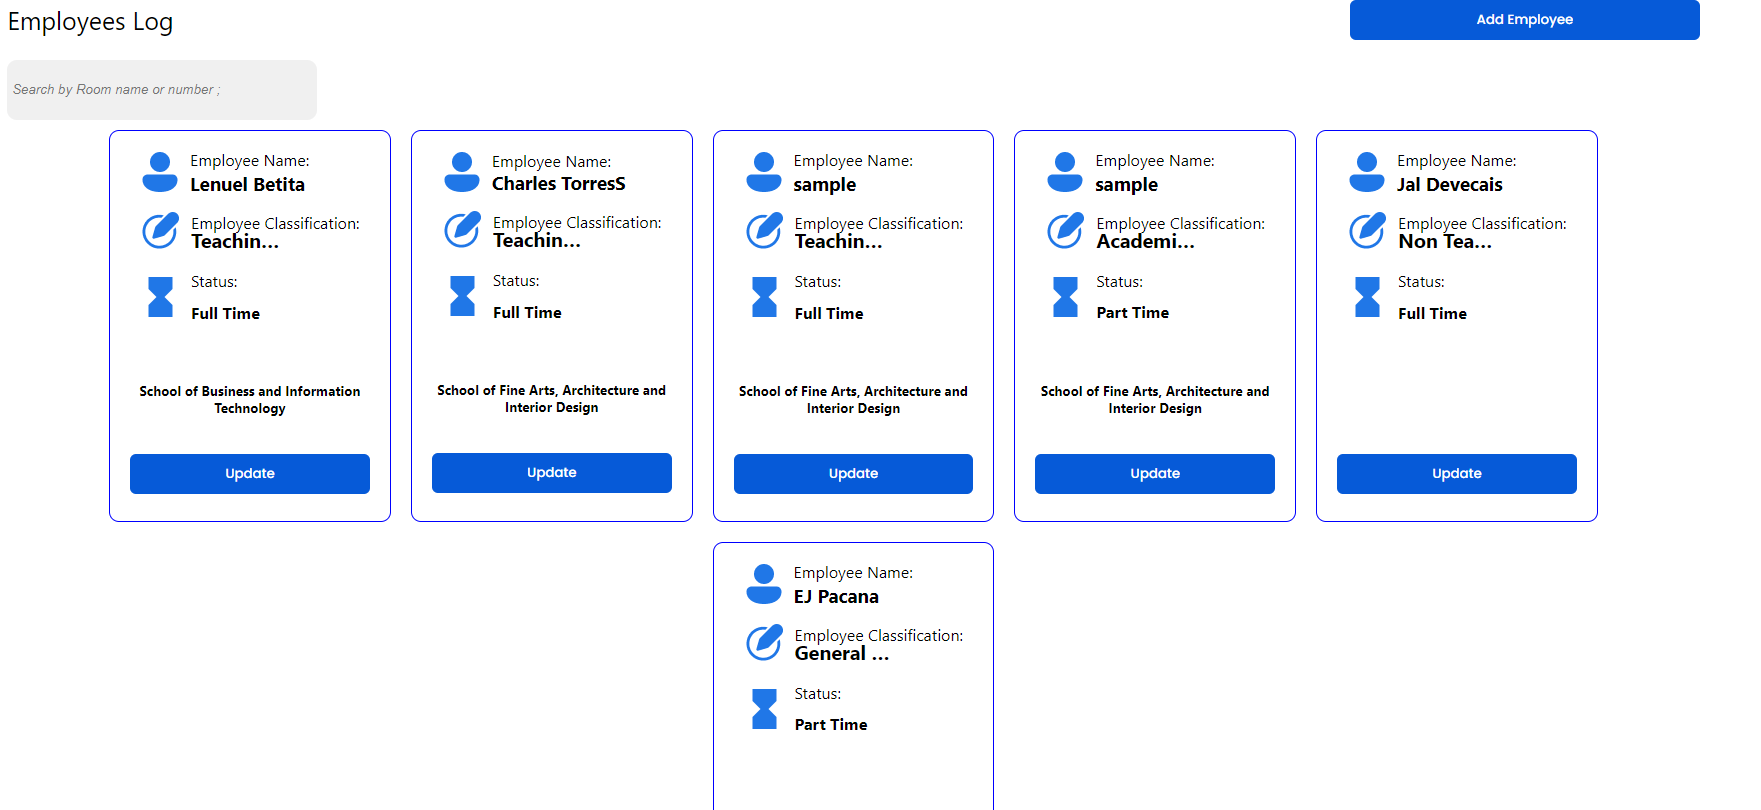 Employees Log
Add Employee
Search by Room name or number ;
Employee Name:
Lenuel Betita
Employee Classification:
Teachin...
Status:
Full Time
School of Business and Information
Technology
Update
Employee Name:
Charles TorresS
Employee Classification:
Teachin...
Status:
Full Time
School of Fine Arts, Architecture and
Interior Design
Update
Employee Name:
sample
Employee Classification:
Teachin...
Status:
Full Time
School of Fine Arts, Architecture and
Interior Design
Update
Employee Name:
sample
Employee Classification:
Academi...
Status:
Part Time
School of Fine Arts, Architecture and
Interior Design
Update
Employee Name:
Jal Devecais
Employee Classification:
Non Tea...
Status:
Full Time
Update
Employee Name:
EJ Pacana
Employee Classification:
General ...
Status:
Part Time